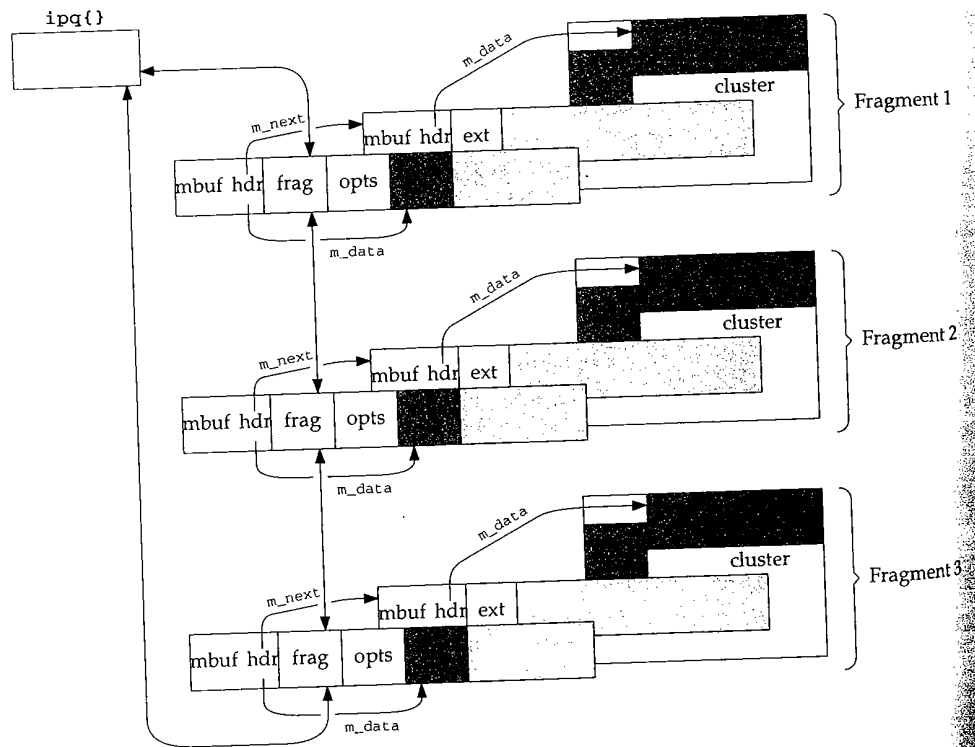 ipq{}
m_data
cluster
Fragment 1
m_next
mbuf hdr
ext
mbuf hdr
frag
opts
m_data
m_data
cluster
Fragment 2
m_next
mbuf hdr
ext
mbuf hdr
frag
opts
m_data
m_data
cluster
Fragment 3
m_next
mbuf hdr
ext
mbuf hdr
frag
opts
m_data